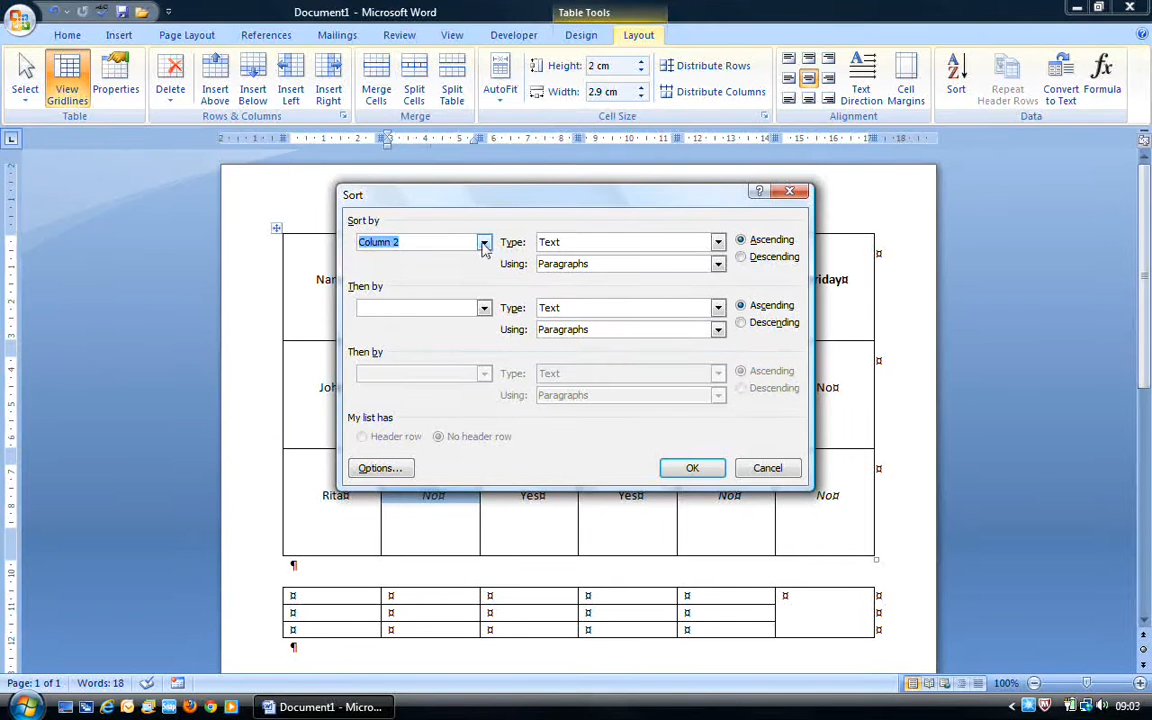 Document1 - Microsoft Word
Table Tools
Home Insert Page Layout References Mailings Review View Developer Design Layout
Select View Gridlines Properties Delete Insert Above Insert Below Insert Left Insert Right Merge Cells Split Cells Split Table AutoFit Height: 2 cm Distribute Rows Text Direction Cell Margins Sort Repeat Header Rows Convert to Text Formula
Width: 2.9 cm Distribute Columns
Table Rows & Columns Merge Cell Size Alignment Data
Sort
Sort by
Column 2 Type: Text Ascending
Using: Paragraphs Descending
Nan riday¤ ¤
Then by
Type: Text Ascending
Using: Paragraphs Descending
Then by
Type: Text Ascending
Using: Paragraphs Descending
Joh No¤ ¤
My list has
Header row No header row
Options... OK Cancel
Rita¤ No¤ Yes¤ Yes¤ No¤ No¤ ¤
¶
¤ ¤ ¤ ¤ ¤ ¤ ¤
¤ ¤ ¤ ¤ ¤ ¤
¤ ¤ ¤ ¤ ¤ ¤
¶
Page: 1 of 1 Words: 18 100%
Document1 - Micro... 09:03